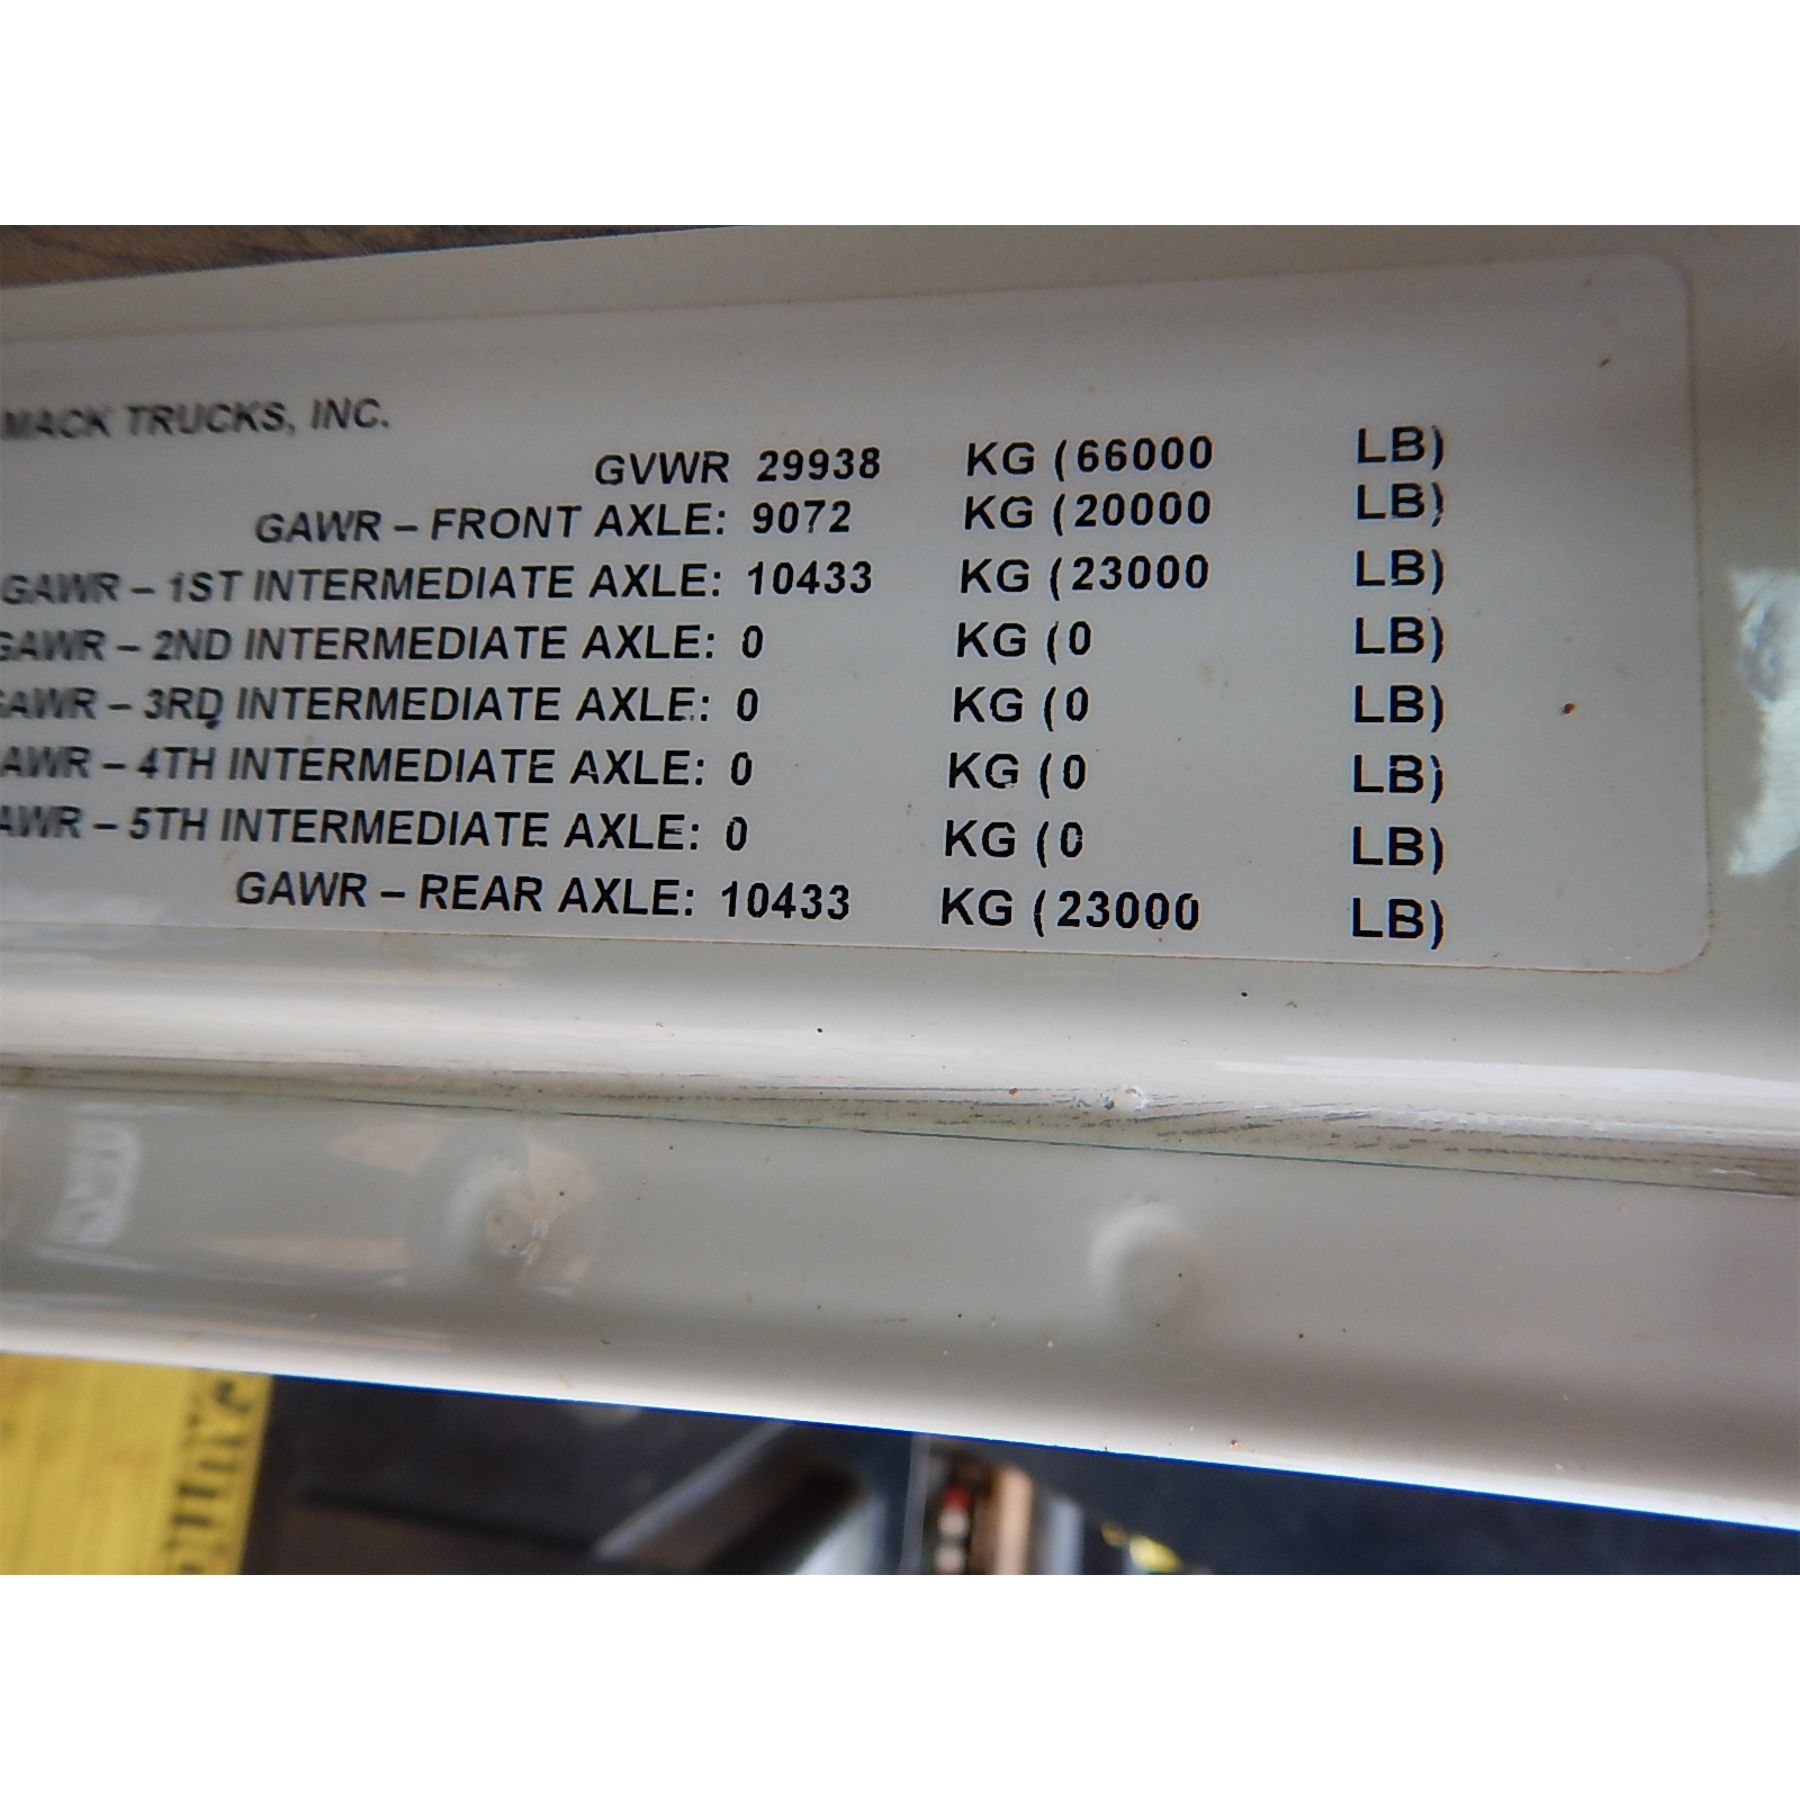 MACK TRUCKS, INC.
GVWR 29938 KG (66000 LB)
GAWR – FRONT AXLE: 9072 KG (20000 LB)
GAWR – 1ST INTERMEDIATE AXLE: 10433 KG (23000 LB)
GAWR – 2ND INTERMEDIATE AXLE: 0 KG (0 LB)
GAWR – 3RD INTERMEDIATE AXLE: 0 KG (0 LB)
AWR – 4TH INTERMEDIATE AXLE: 0 KG (0 LB)
AWR – 5TH INTERMEDIATE AXLE: 0 KG (0 LB)
GAWR – REAR AXLE: 10433 KG (23000 LB)